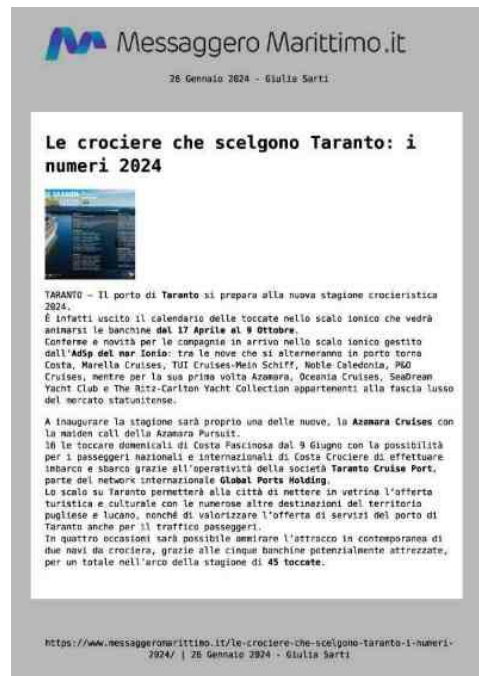 Messaggero Marittimo.it
26 Gennaio 2024 - Giulia Sarti
Le crociere che scelgono Taranto: i
numeri 2024
TARANTO – Il porto di Taranto si prepara alla nuova stagione crocieristica
2024.
È infatti uscito il calendario delle toccate nello scalo ionico che vedrà
animarsi le banchine dal 17 Aprile al 9 Ottobre.
Conferme e novità per le compagnie in arrivo nello scalo ionico gestito
dall'AdSp del mar Ionio: tra le nove che si alterneranno in porto torna
Costa, Marella Cruises, TUI Cruises-Mein Schiff, Noble Caledonia, P&O
Cruises, mentre per la sua prima volta Azamara, Oceania Cruises, SeaDream
Yacht Club e The Ritz-Carlton Yacht Collection appartenenti alla fascia lusso
del mercato statunitense.
A inaugurare la stagione sarà proprio una delle nuove, la Azamara Cruises con
la maiden call della Azamara Pursuit.
16 le toccare domenicali di Costa Fascinosa dal 9 Giugno con la possibilità
per i passeggeri nazionali e internazionali di Costa Crociere di effettuare
imbarco e sbarco grazie all'operatività della società Taranto Cruise Port,
parte del network internazionale Global Ports Holding.
Lo scalo su Taranto permetterà alla città di mettere in vetrina l'offerta
turistica e culturale con le numerose altre destinazioni del territorio
pugliese e lucano, nonché di valorizzare l'offerta di servizi del porto di
Taranto anche per il traffico passeggeri.
In quattro occasioni sarà possibile ammirare l'attracco in contemporanea di
due navi da crociera, grazie alle cinque banchine potenzialmente attrezzate,
per un totale nell'arco della stagione di 45 toccate.
https://www.messaggeromarittimo.it/le-crociere-che-scelgono-taranto-i-numeri-
2024/ | 26 Gennaio 2024 - Giulia Sarti